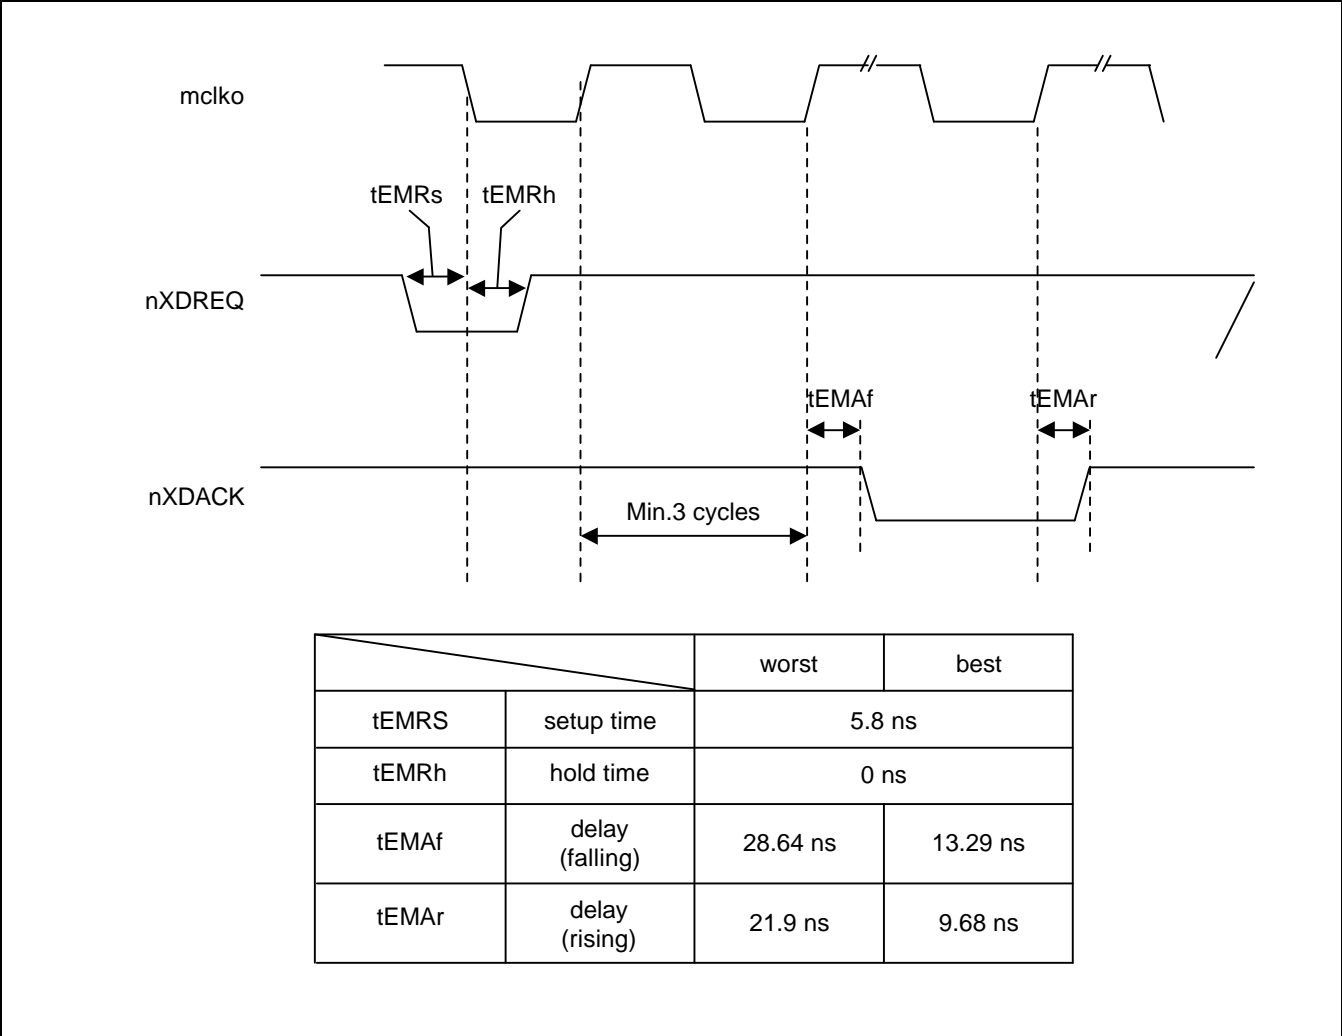 mclko
tEMRs tEMRh
nXDREQ
tEMAf tEMAr
nXDACK
Min.3 cycles
worst best
tEMRS setup time 5.8 ns
tEMRh hold time 0 ns
tEMAf delay (falling) 28.64 ns 13.29 ns
tEMAr delay (rising) 21.9 ns 9.68 ns